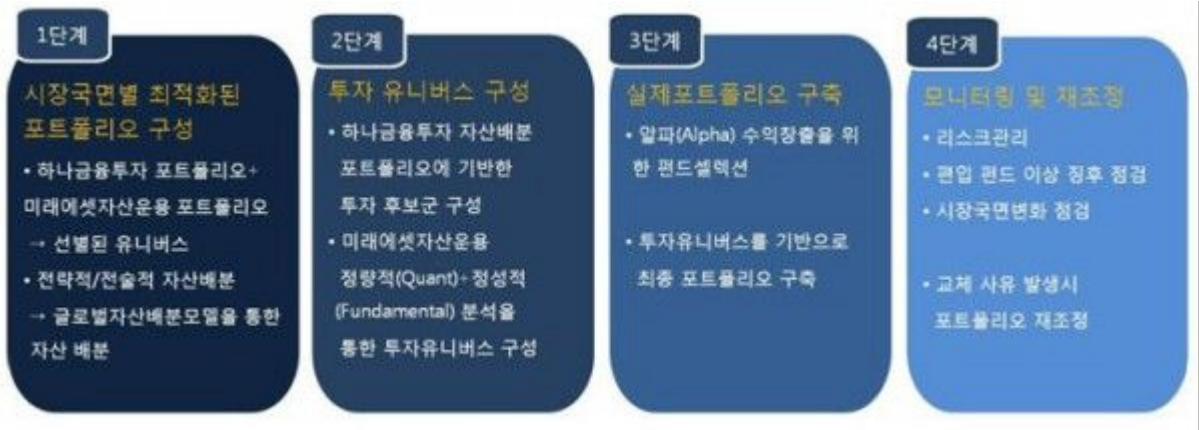 1단계
시장국면별 최적화된
포트폴리오 구성
• 하나금융투자 포트폴리오+
미래에셋자산운용 포트폴리오
→ 선별된 유니버스
• 전략적/전술적 자산배분
→ 글로벌자산배분모델을 통한
자산 배분
2단계
투자 유니버스 구성
• 하나금융투자 자산배분
포트폴리오에 기반한
투자 후보군 구성
• 미래에셋자산운용
정량적(Quant)+정성적
(Fundamental) 분석을
통한 투자유니버스 구성
3단계
실제포트폴리오 구축
• 알파(Alpha) 수익창출을 위
한 펀드셀렉션
• 투자유니버스를 기반으로
최종 포트폴리오 구축
4단계
모니터링 및 재조정
• 리스크관리
• 편입 펀드 이상 징후 점검
• 시장국면변화 점검
• 교체 사유 발생시
포트폴리오 재조정